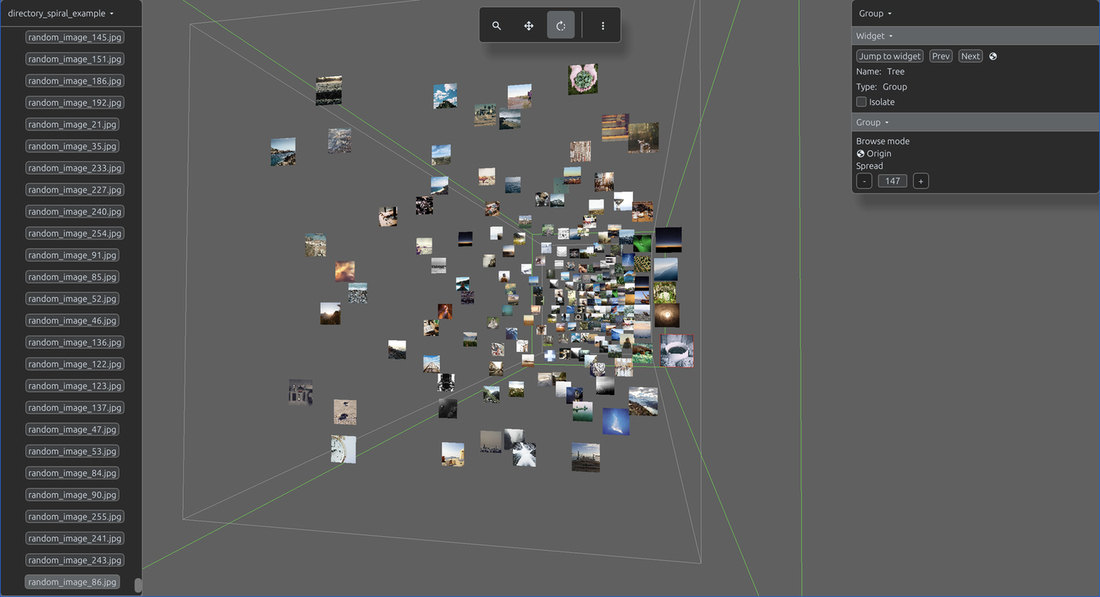 directory_spiral_example
random_image_145.jpg
random_image_151.jpg
random_image_186.jpg
random_image_192.jpg
random_image_21.jpg
random_image_35.jpg
random_image_233.jpg
random_image_227.jpg
random_image_240.jpg
random_image_254.jpg
random_image_91.jpg
random_image_85.jpg
random_image_52.jpg
random_image_46.jpg
random_image_136.jpg
random_image_122.jpg
random_image_123.jpg
random_image_137.jpg
random_image_47.jpg
random_image_53.jpg
random_image_84.jpg
random_image_90.jpg
random_image_255.jpg
random_image_241.jpg
random_image_243.jpg
random_image_86.jpg
Group
Widget
Jump to widget Prev Next
Name: Tree
Type: Group
Isolate
Group
Browse mode
Origin
Spread
- 147 +